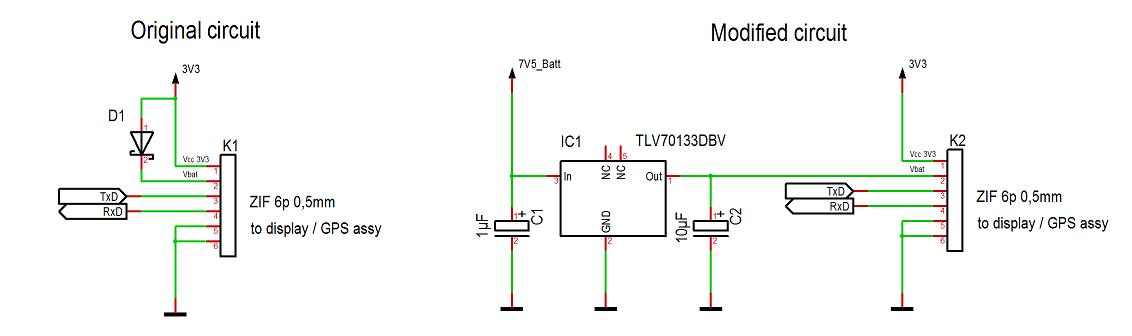 Original circuit
3V3
D1
1
2
K1
Vcc 3V3
1
Vbat
2
TxD
3
RxD
4
5
6
ZIF 6p 0,5mm
to display / GPS assy
Modified circuit
7V5_Batt
IC1
TLV70133DBV
4
5
NC
NC
In
3
Out
1
GND
2
1µF
1
+
2
C1
10µF
1
+
2
C2
3V3
K2
Vcc 3V3
1
Vbat
2
TxD
3
RxD
4
5
6
ZIF 6p 0,5mm
to display / GPS assy